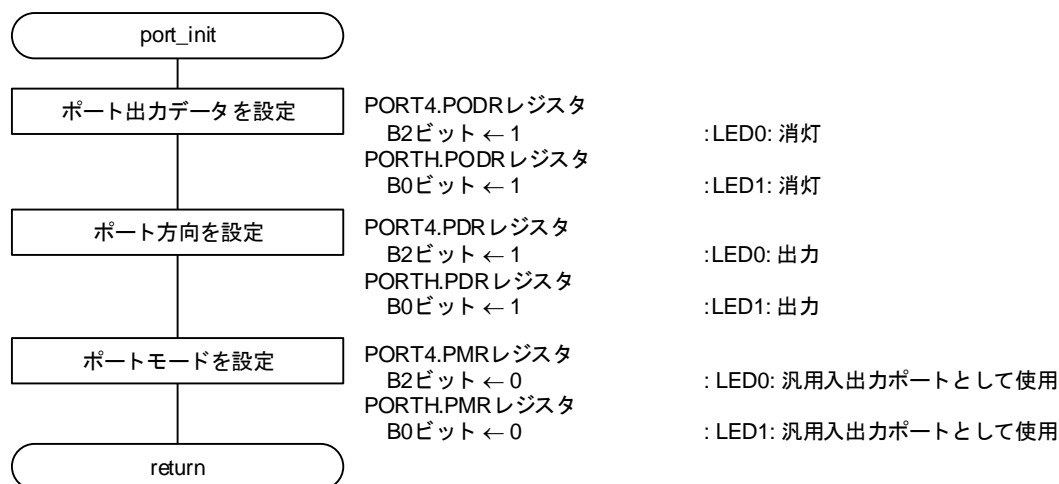 port_init
ポート出力データを設定
PORT4.PODRレジスタ
B2ビット ← 1 :LED0: 消灯
PORTH.PODRレジスタ
B0ビット ← 1 :LED1: 消灯
ポート方向を設定
PORT4.PDRレジスタ
B2ビット ← 1 :LED0: 出力
PORTH.PDRレジスタ
B0ビット ← 1 :LED1: 出力
ポートモードを設定
PORT4.PMRレジスタ
B2ビット ← 0 : LED0: 汎用入出力ポートとして使用
PORTH.PMRレジスタ
B0ビット ← 0 : LED1: 汎用入出力ポートとして使用
return